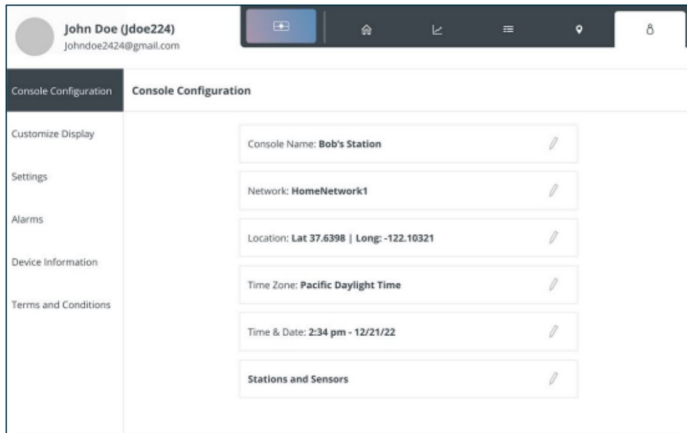 John Doe (Jdoe224)
Johndoe2424@gmail.com
Console Configuration
Console Configuration
Customize Display
Settings
Alarms
Device Information
Terms and Conditions
Console Name: Bob's Station
Network: HomeNetwork1
Location: Lat 37.6398 | Long: -122.10321
Time Zone: Pacific Daylight Time
Time & Date: 2:34 pm - 12/21/22
Stations and Sensors